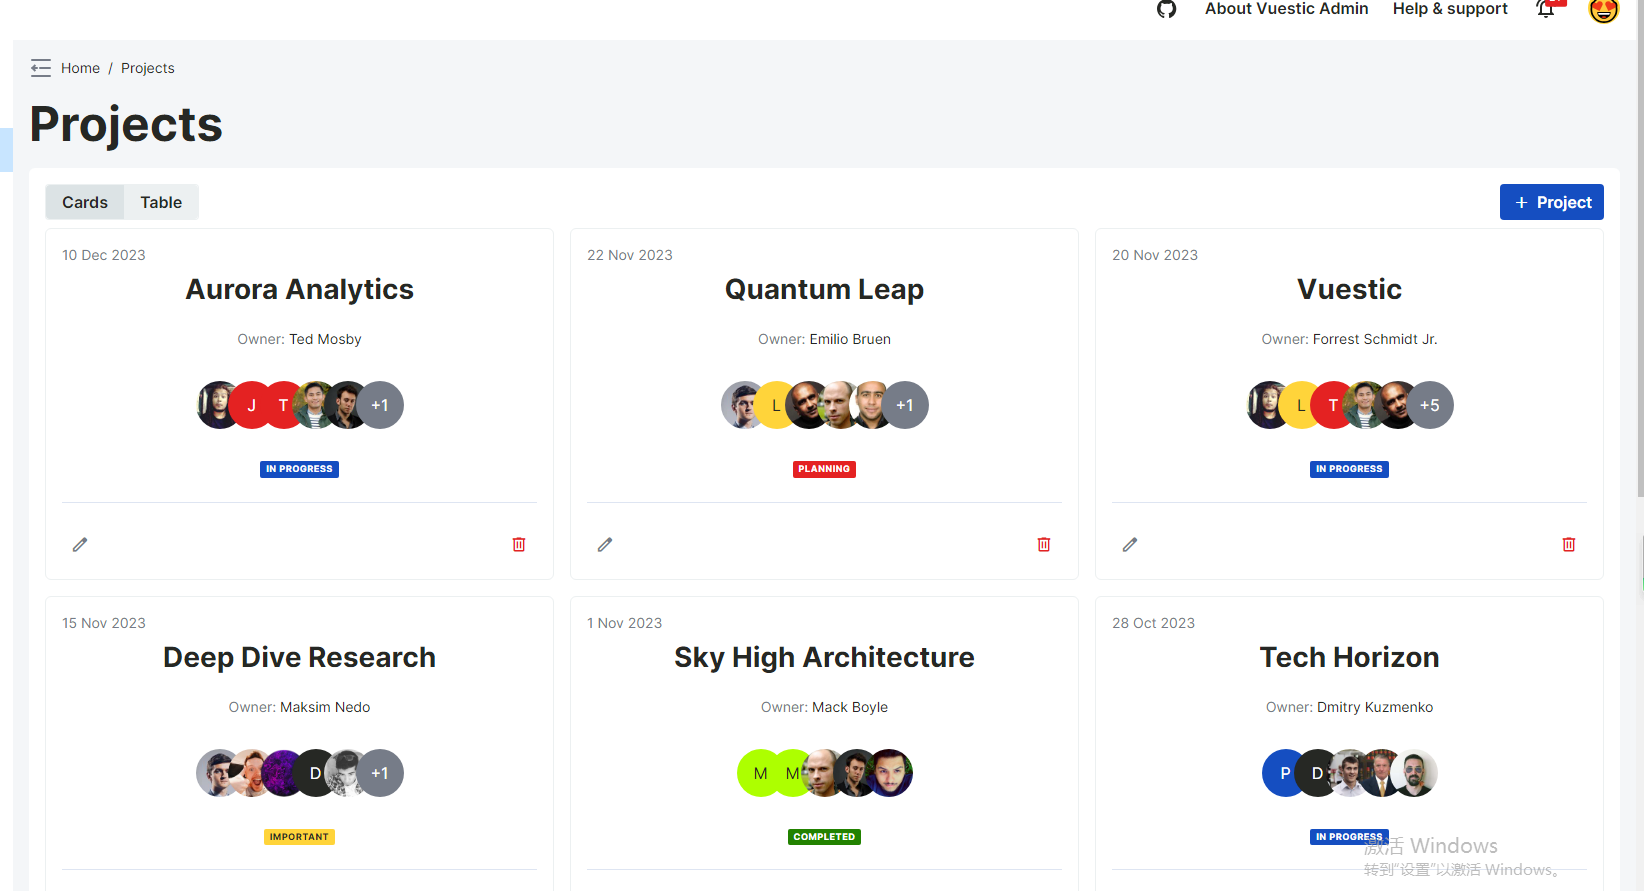 About Vuestic Admin Help & support
Home / Projects
Projects
Cards Table + Project
10 Dec 2023
Aurora Analytics
Owner: Ted Mosby
J T +1
IN PROGRESS
22 Nov 2023
Quantum Leap
Owner: Emilio Bruen
L +1
PLANNING
20 Nov 2023
Vuestic
Owner: Forrest Schmidt Jr.
L T +5
IN PROGRESS
15 Nov 2023
Deep Dive Research
Owner: Maksim Nedo
D +1
IMPORTANT
1 Nov 2023
Sky High Architecture
Owner: Mack Boyle
M M
COMPLETED
28 Oct 2023
Tech Horizon
Owner: Dmitry Kuzmenko
P D
IN PROGRESS
激活 Windows
转到"设置"以激活 Windows。